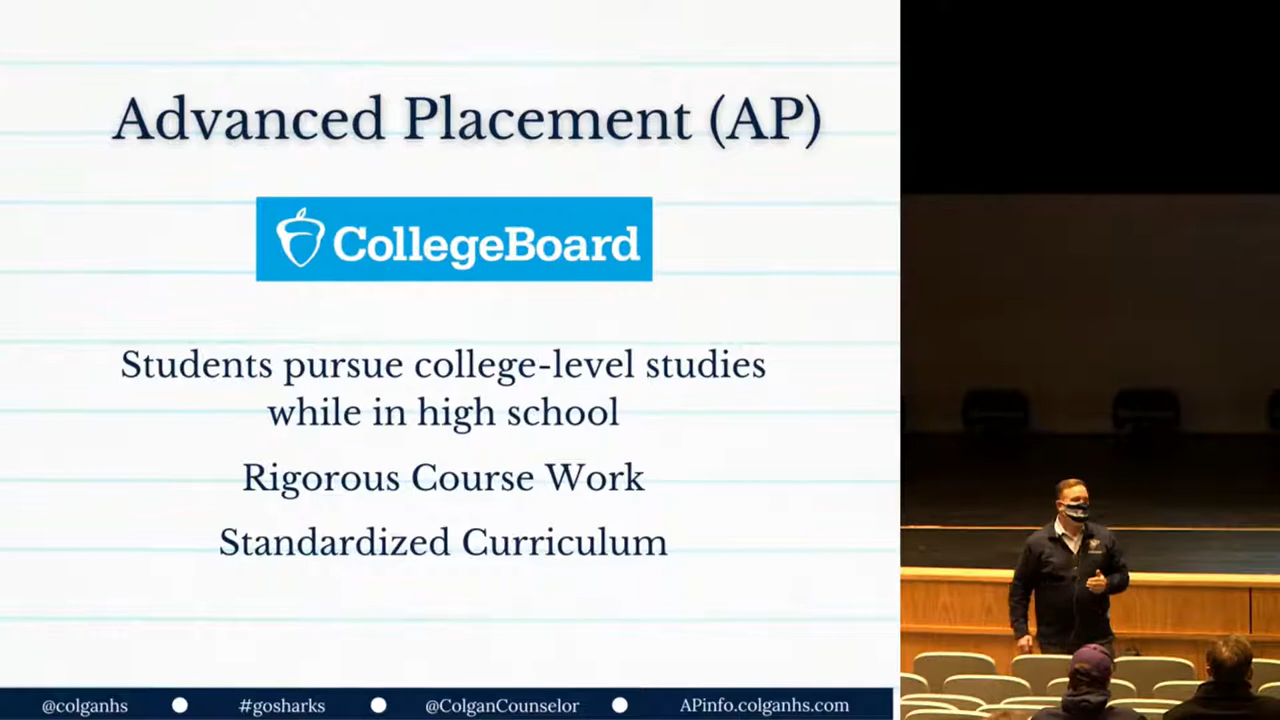 Advanced Placement (AP)
CollegeBoard
Students pursue college-level studies
while in high school
Rigorous Course Work
Standardized Curriculum
@colganhs
#gosharks
@ColganCounselor
APinfo.colganhs.com